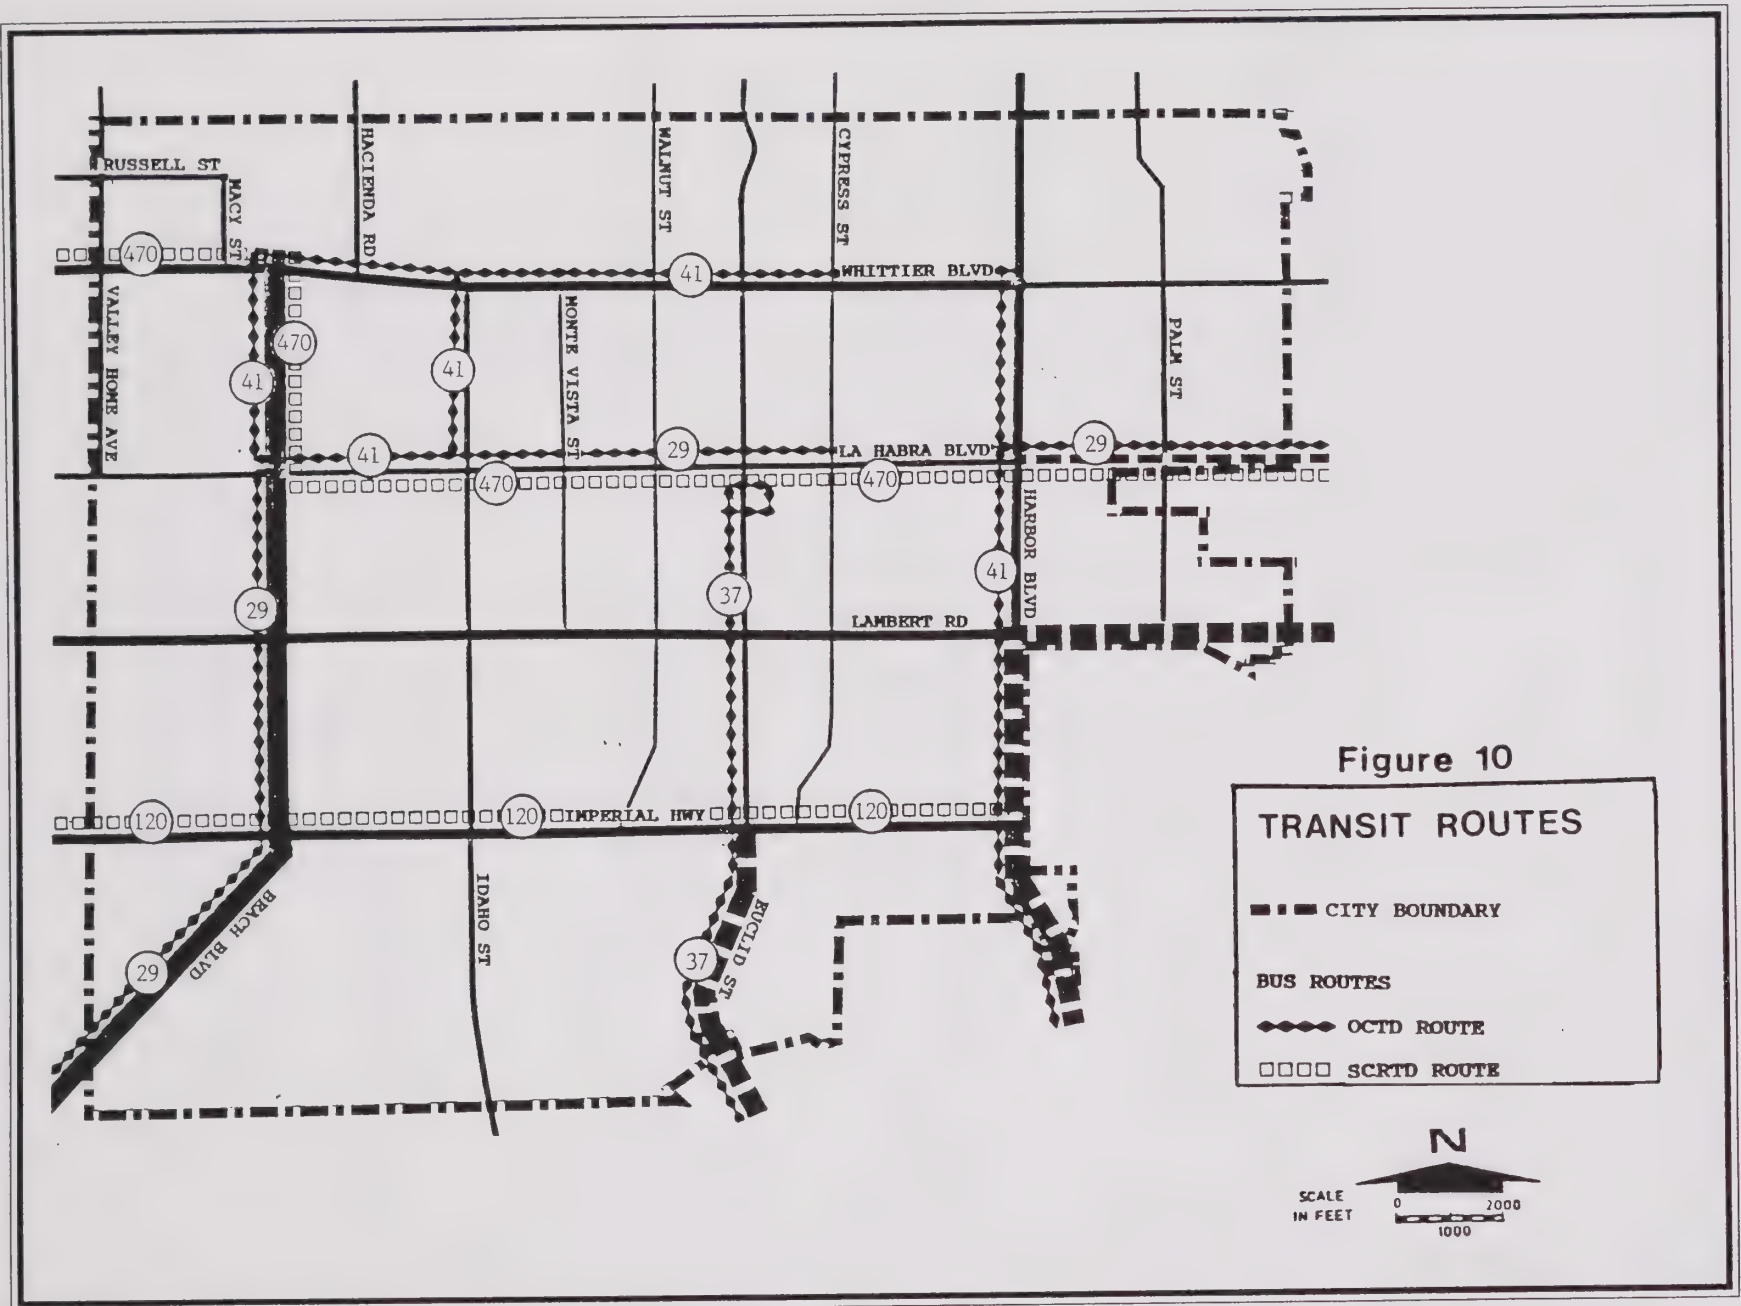 RUSSELL ST
MACY ST
HACIENDA RD
WALNUT ST
CYPRESS ST
470
41
WHITTIER BLVD
VALLEY HOME AVE
470
41
41
MONTE VISTA ST
PALM ST
41
29
LA HABRA BLVD
29
470
470
HARBOR BLVD
29
37
41
LAMBERT RD
120
120
IMPERIAL HWY
120
BEACH BLVD
29
IDAHO ST
37
EUCLID ST
Figure 10
TRANSIT ROUTES
CITY BOUNDARY
BUS ROUTES
OCTD ROUTE
SCRTD ROUTE
N
SCALE
IN FEET
0
2000
1000